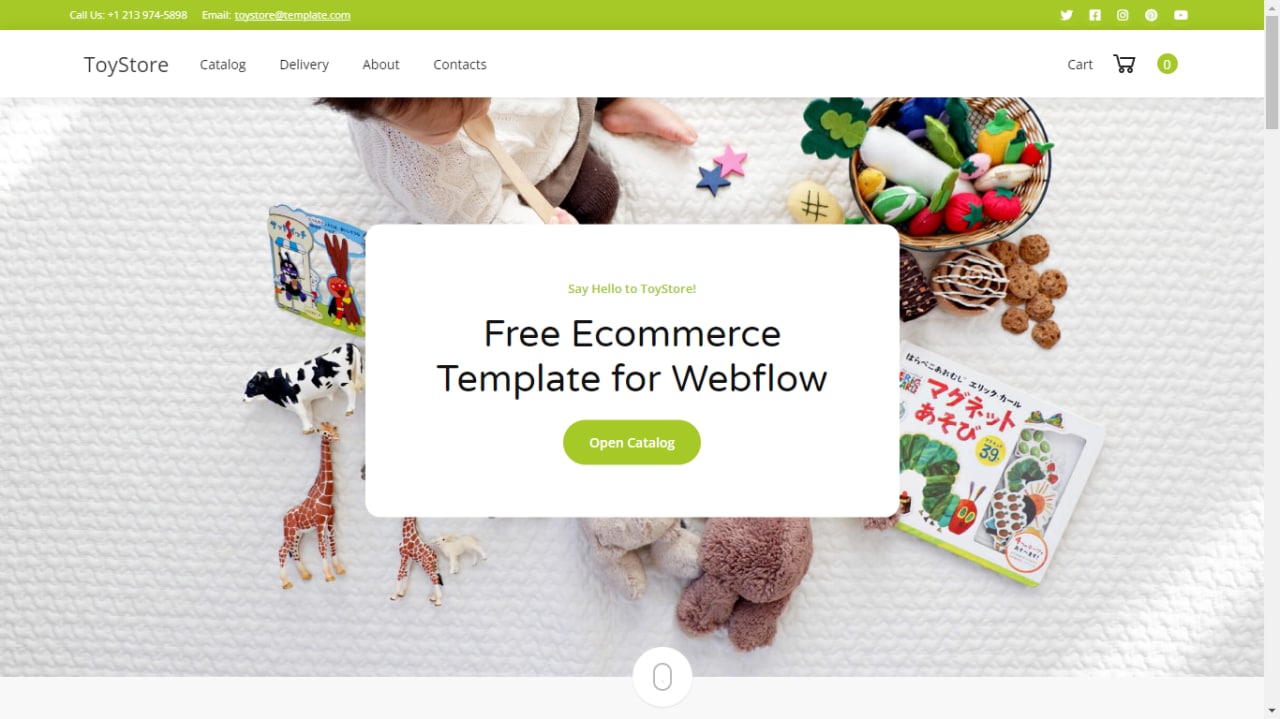 Call Us: +1 213 974-5898 Email: toystore@template.com
ToyStore Catalog Delivery About Contacts Cart 0
Say Hello to ToyStore!
Free Ecommerce
Template for Webflow
Open Catalog
はらぺこあおむし エリック・カール
マグネット
あそび
39